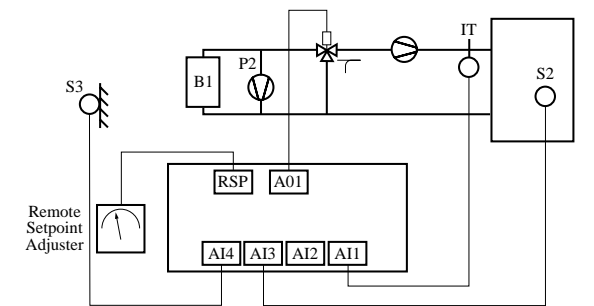 IT
P2
B1
S2
S3
RSP
A01
Remote
Setpoint
Adjuster
AI4
AI3
AI2
AI1